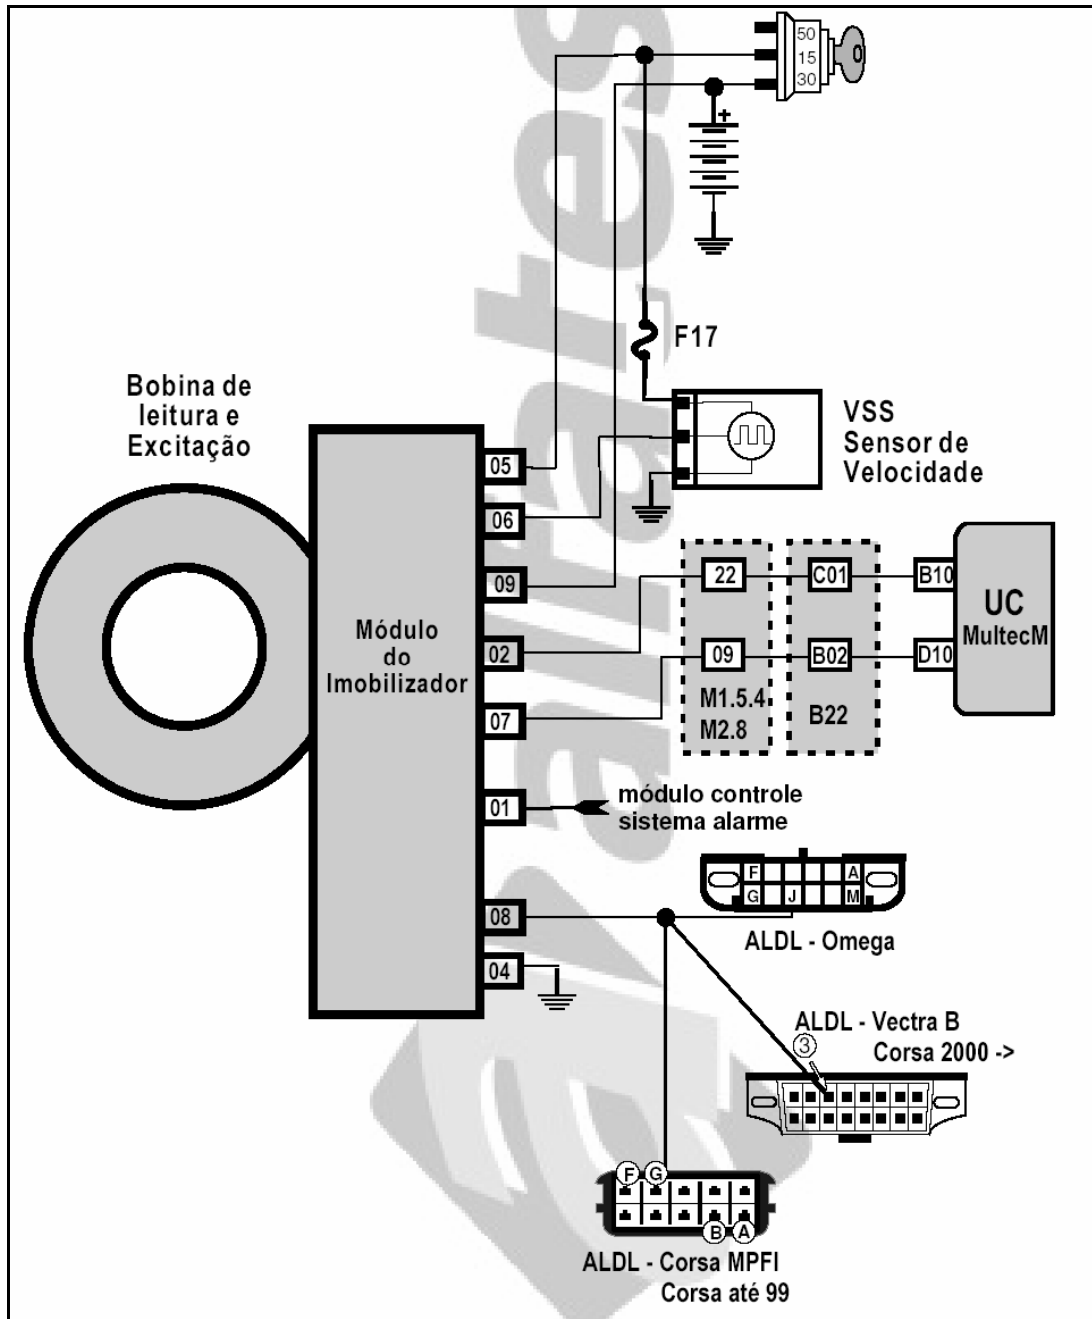 50
15
30
+
F17
Bobina de
leitura e
Excitação
VSS
Sensor de
Velocidade
05
06
09
02
07
01
08
04
Módulo
do
Imobilizador
22
C01
B10
09
B02
D10
M1.5.4
M2.8
B22
UC
MultecM
módulo controle
sistema alarme
F A
G J M
ALDL - Omega
ALDL - Vectra B
Corsa 2000 ->
3
F G
B A
ALDL - Corsa MPFI
Corsa até 99